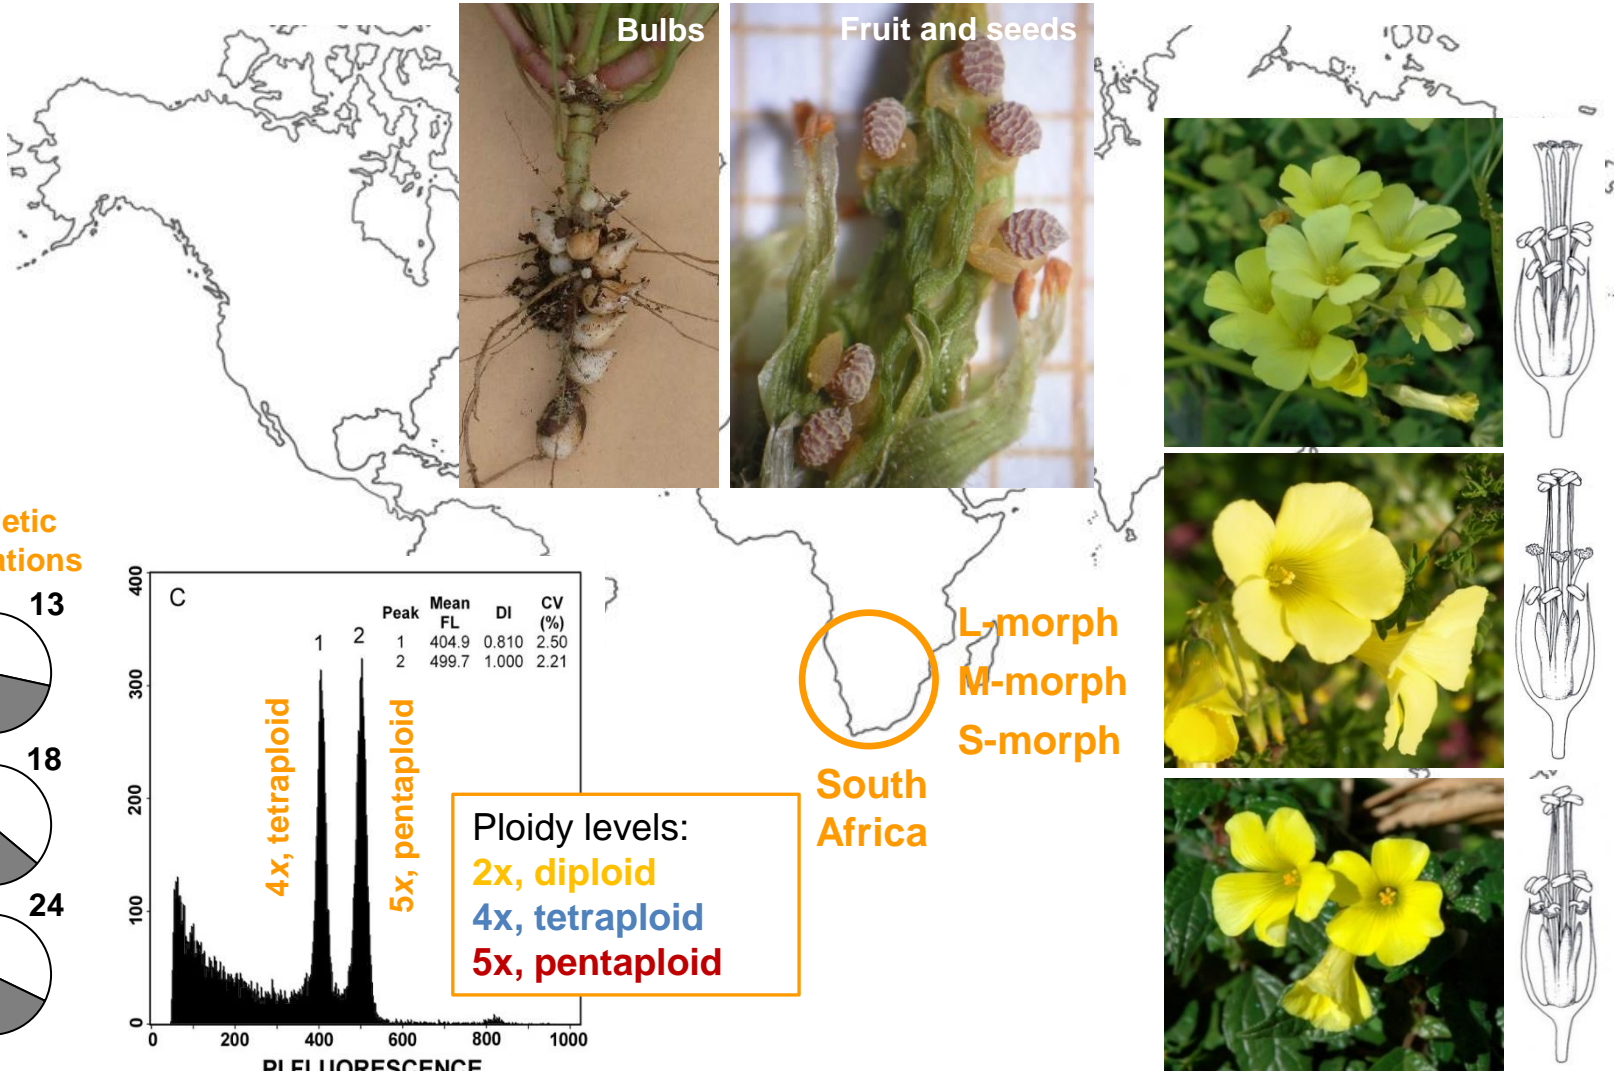 Bulbs
Fruit and seeds
etic
ations
13
18
24
C
Peak Mean FL DI CV (%)
1 404.9 0.810 2.50
2 499.7 1.000 2.21
1 2
4x, tetraploid
5x, pentaploid
400
300
200
100
0
0 200 400 600 800 1000
PI FLUORESCENCE
Ploidy levels:
2x, diploid
4x, tetraploid
5x, pentaploid
L-morph
M-morph
S-morph
South
Africa